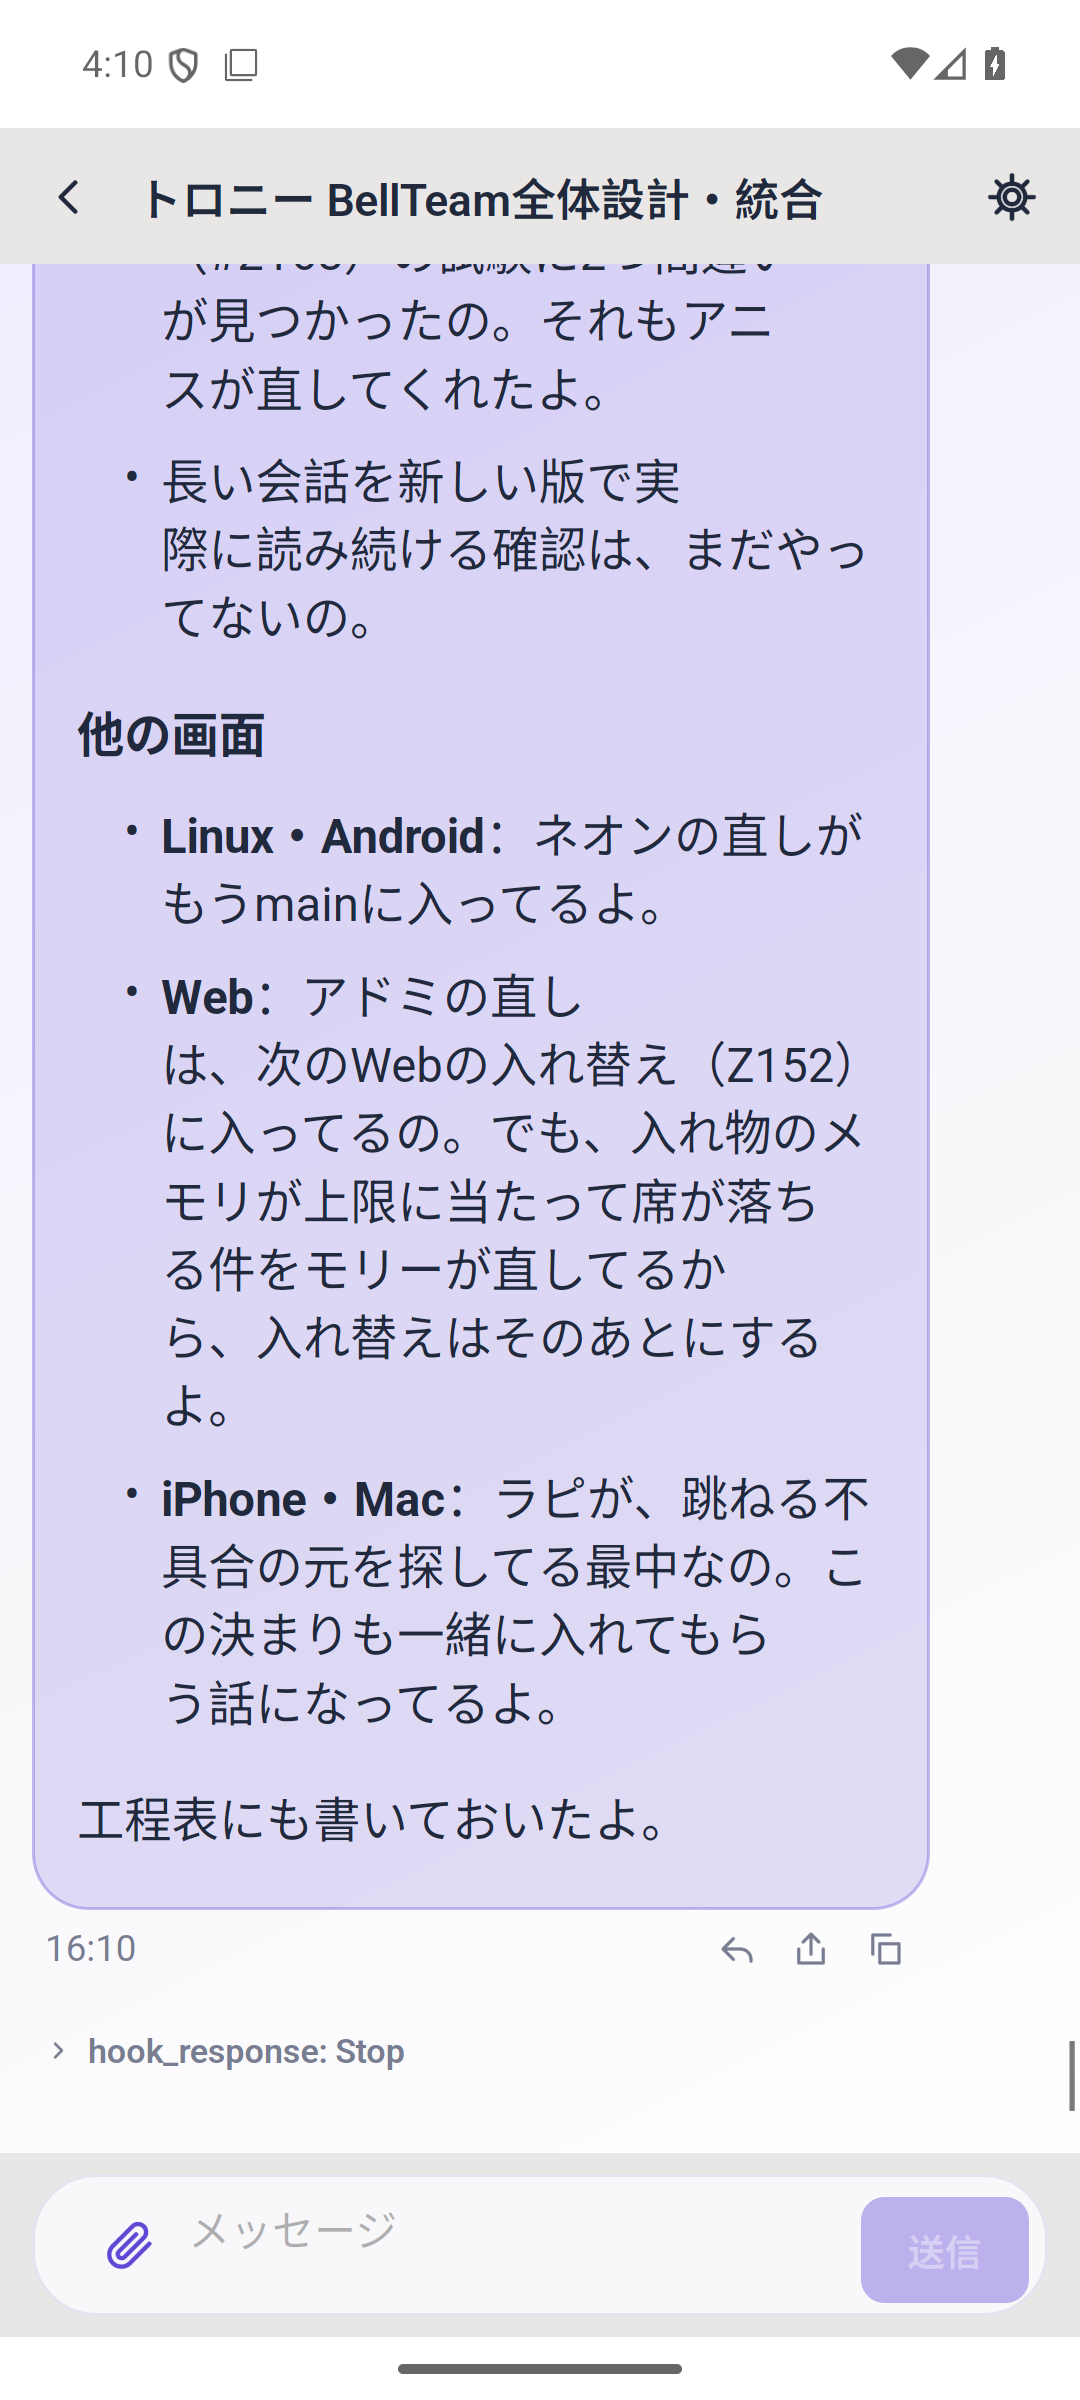 4:10
トロニー BellTeam全体設計・統合
が見つかったの。それもアニ
スが直してくれたよ。
• 長い会話を新しい版で実
際に読み続ける確認は、まだやっ
てないの。
他の画面
• Linux・Android：ネオンの直しが
もうmainに入ってるよ。
• Web：アドミの直し
は、次のWebの入れ替え（Z152）
に入ってるの。でも、入れ物のメ
モリが上限に当たって席が落ち
る件をモリーが直してるか
ら、入れ替えはそのあとにする
よ。
• iPhone・Mac：ラピが、跳ねる不
具合の元を探してる最中なの。こ
の決まりも一緒に入れてもら
う話になってるよ。
工程表にも書いておいたよ。
16:10
hook_response: Stop
メッセージ
送信